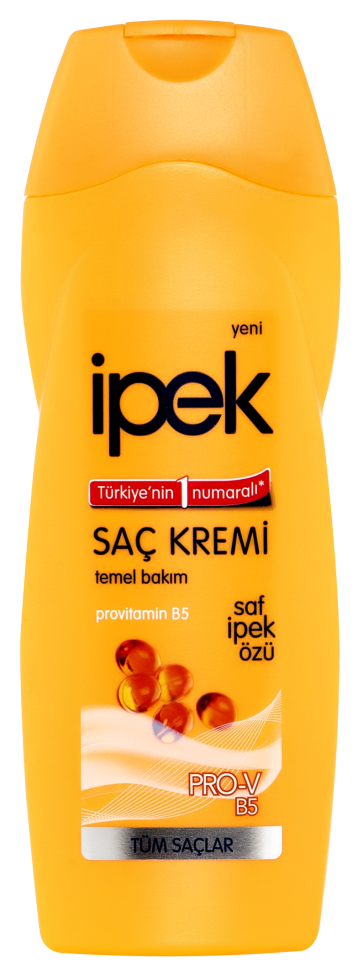 yeni
ipek
Türkiye'nin 1 numaralı*
SAÇ KREMİ
temel bakım
provitamin B5
saf
ipek
özü
PRO-V
B5
TÜM SAÇLAR